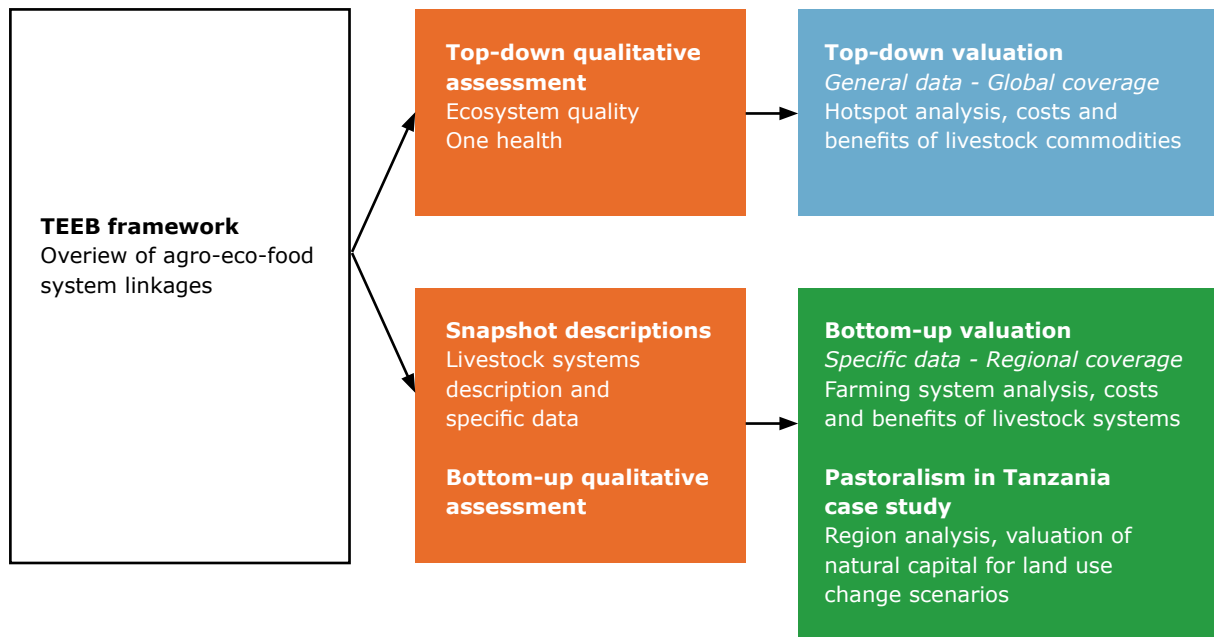 TEEB framework
Overiew of agro-eco-food
system linkages
Top-down qualitative
assessment
Ecosystem quality
One health
Top-down valuation
General data - Global coverage
Hotspot analysis, costs and
benefits of livestock commodities
Snapshot descriptions
Livestock systems
description and
specific data
Bottom-up qualitative
assessment
Bottom-up valuation
Specific data - Regional coverage
Farming system analysis, costs
and benefits of livestock systems
Pastoralism in Tanzania
case study
Region analysis, valuation of
natural capital for land use
change scenarios